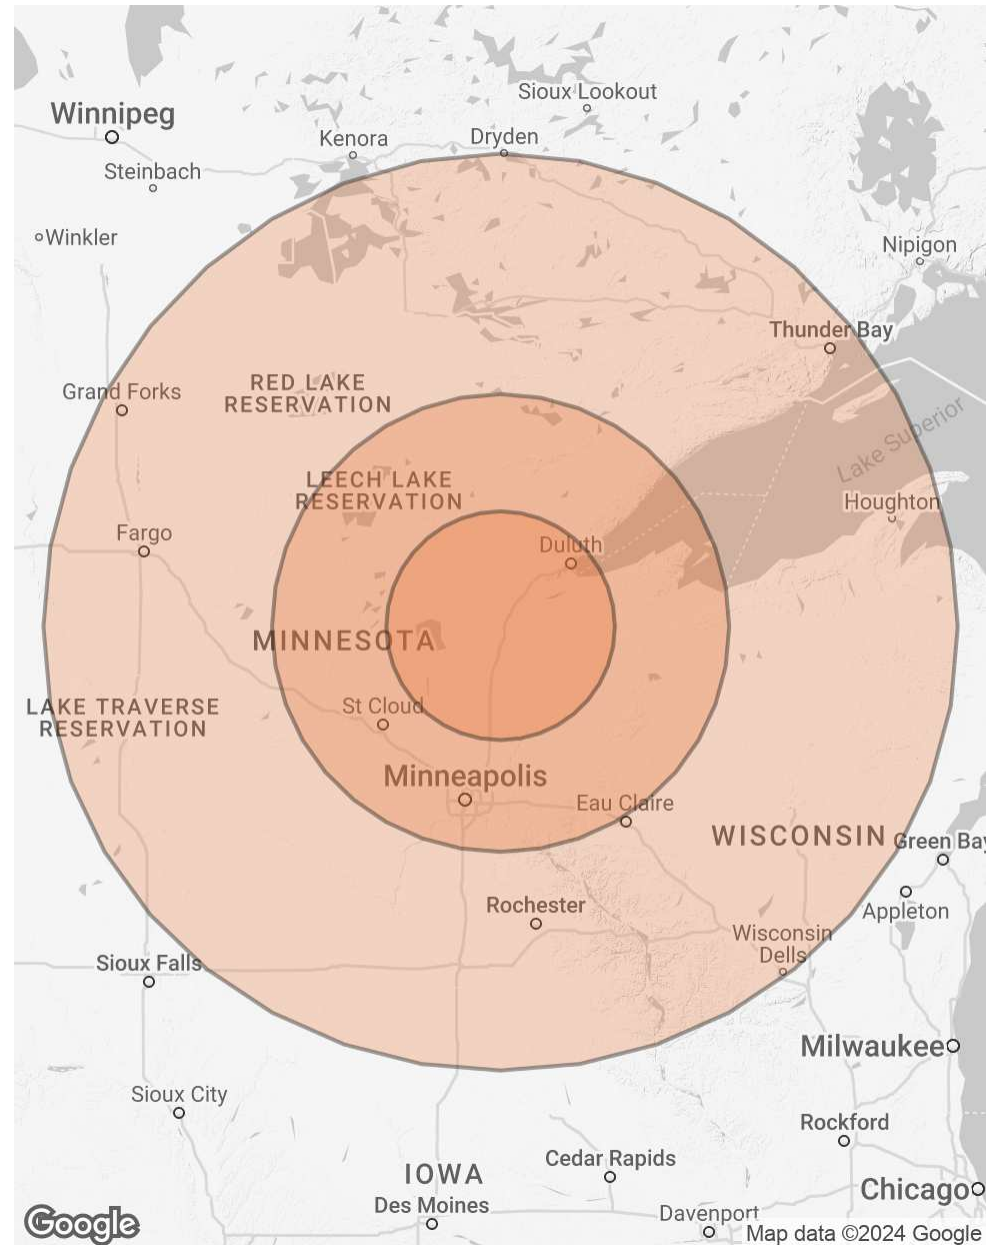 Sioux Lookout
Winnipeg
Kenora
Dryden
Steinbach
Winkler
Nipigon
Thunder Bay
Grand Forks
RED LAKE
RESERVATION
Lake Superior
LEECH LAKE
RESERVATION
Houghton
Fargo
Duluth
MINNESOTA
LAKE TRAVERSE
RESERVATION
St Cloud
Minneapolis
Eau Claire
WISCONSIN
Green Bay
Rochester
Appleton
Wisconsin
Dells
Sioux Falls
Milwaukee
Sioux City
Rockford
Cedar Rapids
IOWA
Chicago
Des Moines
Davenport
Google
Map data ©2024 Google